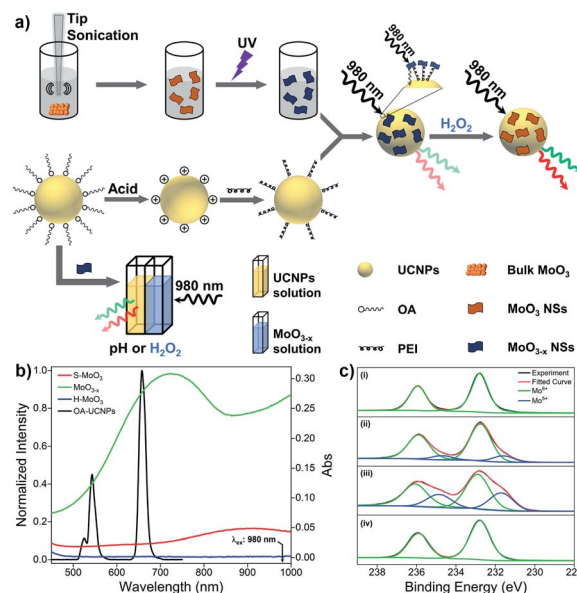 a)
Tip
Sonication
UV
980 nm
980 nm
H₂O₂
Acid
980 nm
pH or H₂O₂
UCNPs
solution
MoO₃₋ₓ
solution
UCNPs
Bulk MoO₃
OA
MoO₃ NSs
PEI
MoO₃₋ₓ NSs
b)
S-MoO₃
MoO₃₋ₓ
H-MoO₃
OA-UCNPs
λₑₓ: 980 nm
Normalized Intensity
1.0
0.8
0.6
0.4
0.2
0.0
Abs
0.30
0.25
0.20
0.15
0.10
0.05
0.00
500 600 700 800 900 1000
Wavelength (nm)
c)
(i)
Experiment
Fitted Curve
Mo⁶⁺
Mo⁵⁺
(ii)
(iii)
(iv)
238 236 234 232 230 22
Binding Energy (eV)